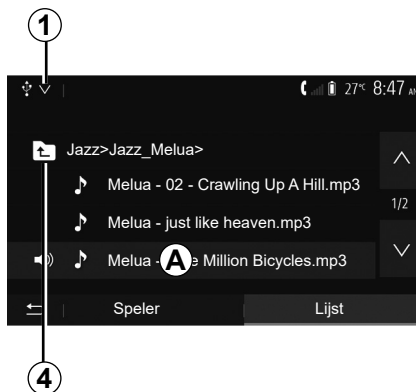 1
27°C 8:47
Jazz>Jazz_Melua>
Melua - 02 - Crawling Up A Hill.mp3
Melua - just like heaven.mp3
1/2
Melua - A Million Bicycles.mp3
Speler
Lijst
4